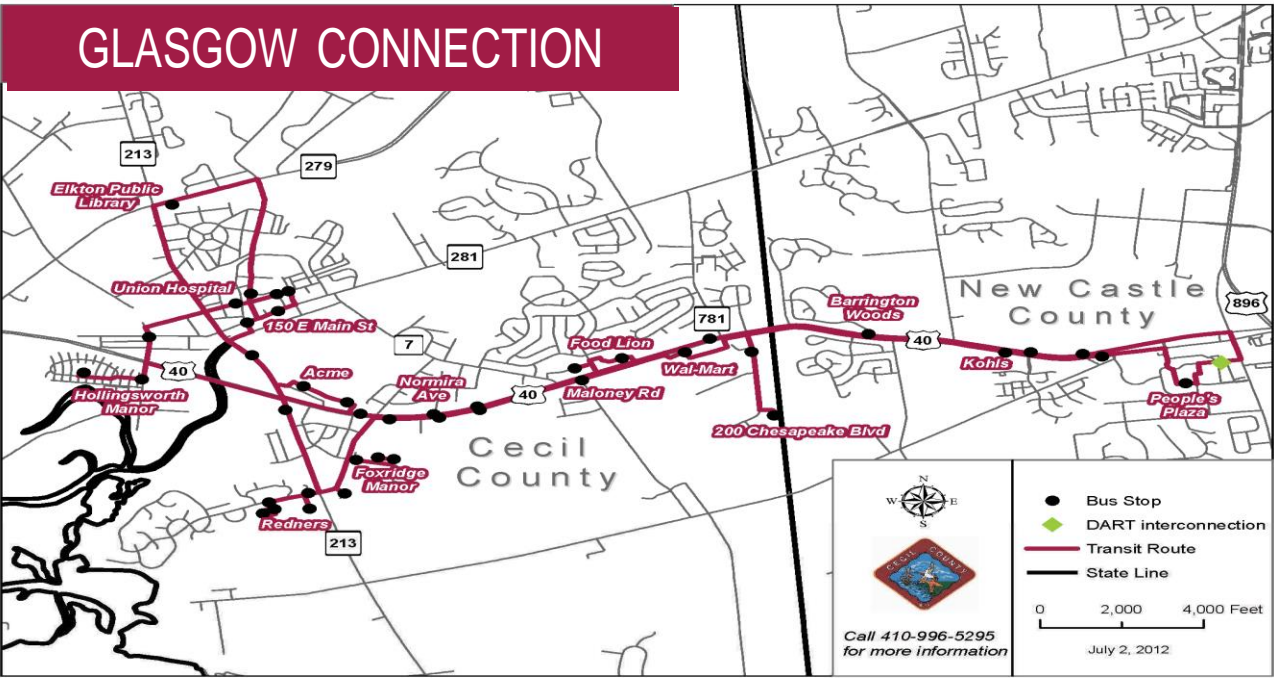 GLASGOW CONNECTION
213
279
Elkton Public
Library
281
Union Hospital
150 E Main St
7
40
Hollingsworth
Manor
Acme
Normira
Ave
Food Lion
40
Maloney Rd
781
Wal-Mart
200 Chesapeake Blvd
Barrington
Woods
40
New Castle
County
896
Kohls
People's
Plaza
Cecil
County
Foxridge
Manor
Redners
213
N
W E
S
CECIL COUNTY
Call 410-996-5295
for more information
Bus Stop
DART interconnection
Transit Route
State Line
0 2,000 4,000 Feet
July 2, 2012